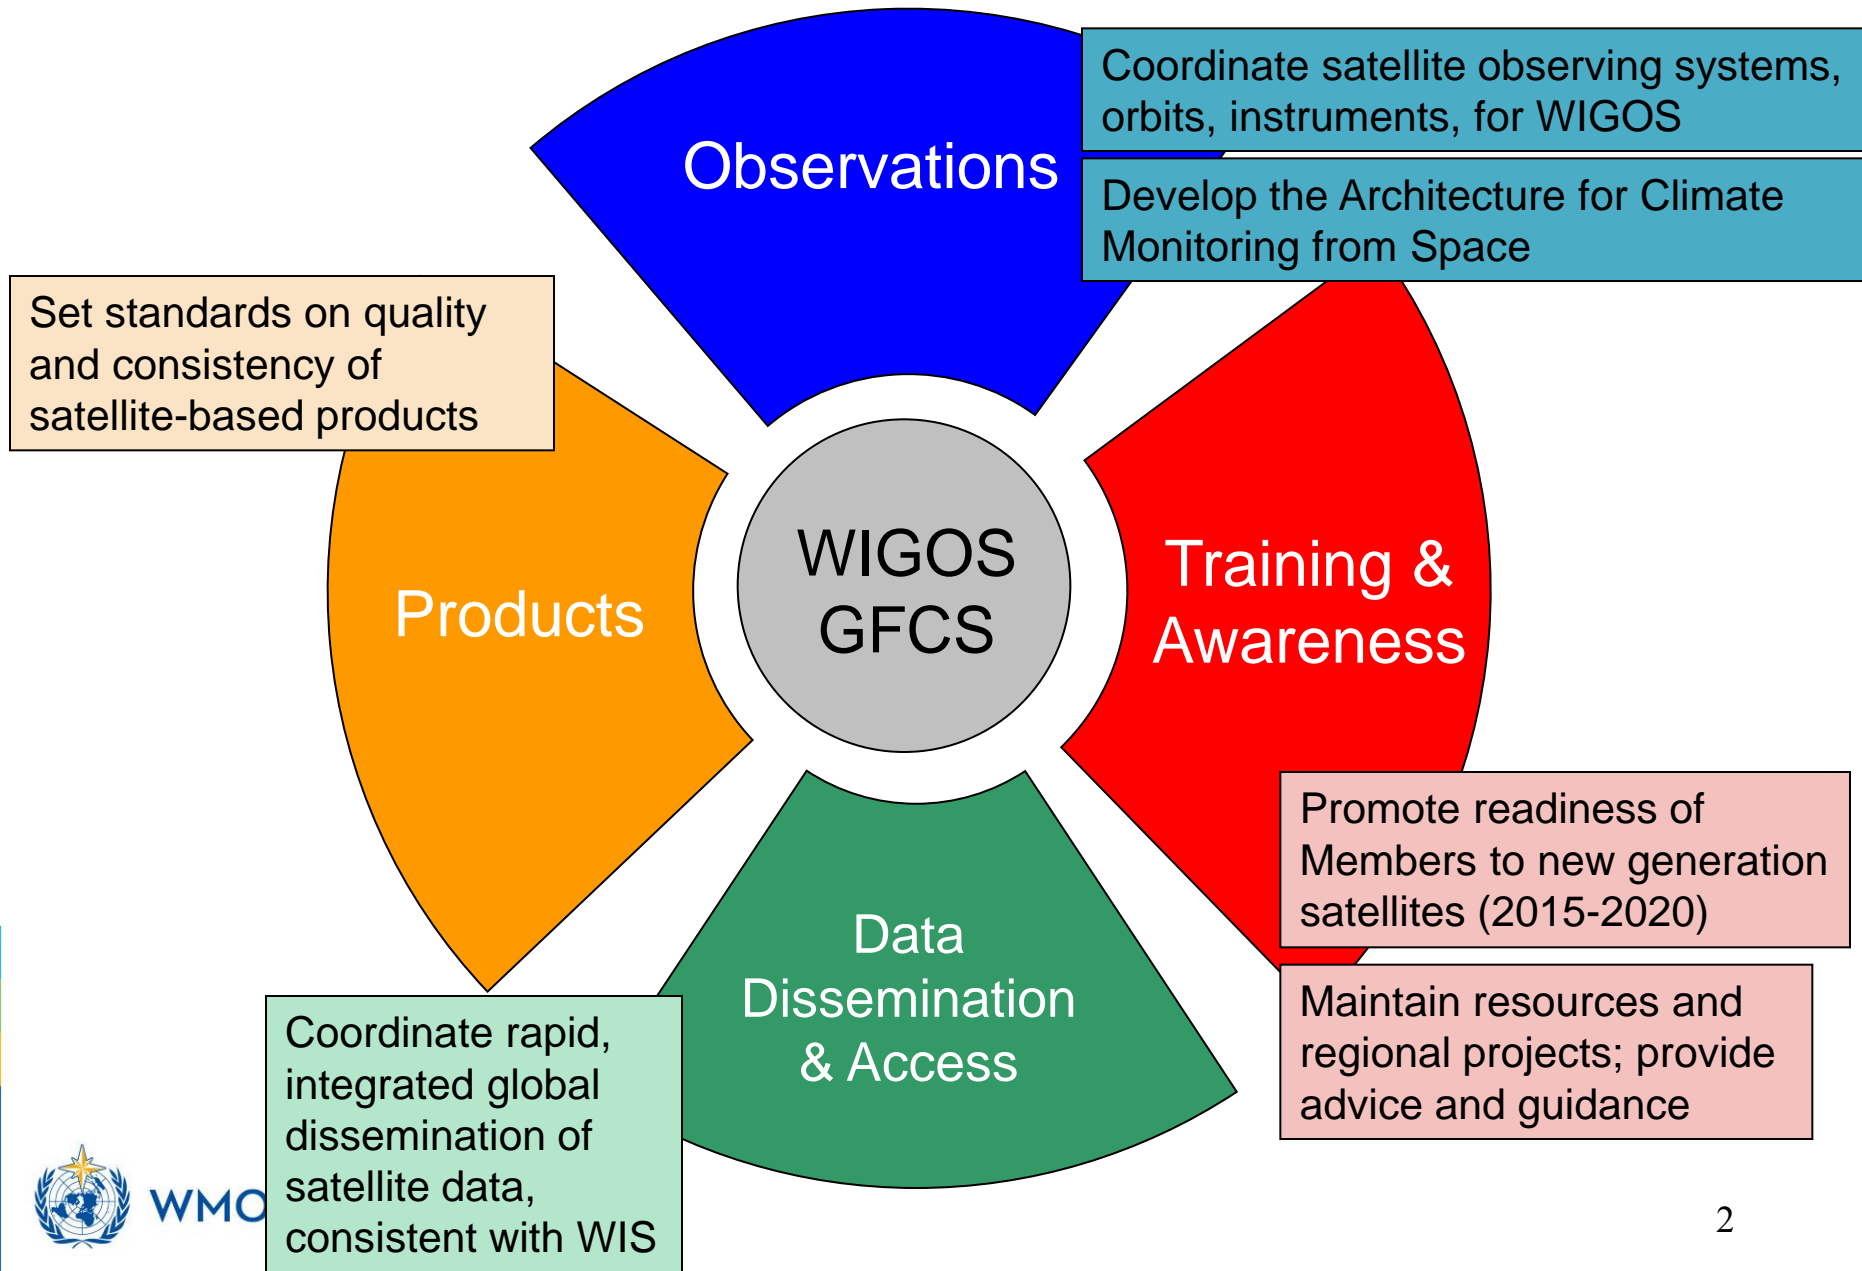 Observations
Coordinate satellite observing systems,
orbits, instruments, for WIGOS
Develop the Architecture for Climate
Monitoring from Space
Set standards on quality
and consistency of
satellite-based products
Products
WIGOS
GFCS
Training &
Awareness
Promote readiness of
Members to new generation
satellites (2015-2020)
Maintain resources and
regional projects; provide
advice and guidance
Data
Dissemination
& Access
Coordinate rapid,
integrated global
dissemination of
satellite data,
consistent with WIS
WMO
2